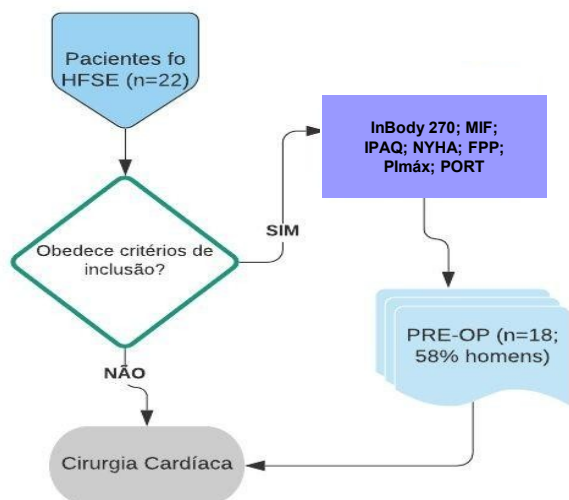 Pacientes fo
HFSE (n=22)
InBody 270; MIF;
IPAQ; NYHA; FPP;
PImáx; PORT
SIM
Obedece critérios de
inclusão?
PRE-OP (n=18;
58% homens)
NÃO
Cirurgia Cardíaca